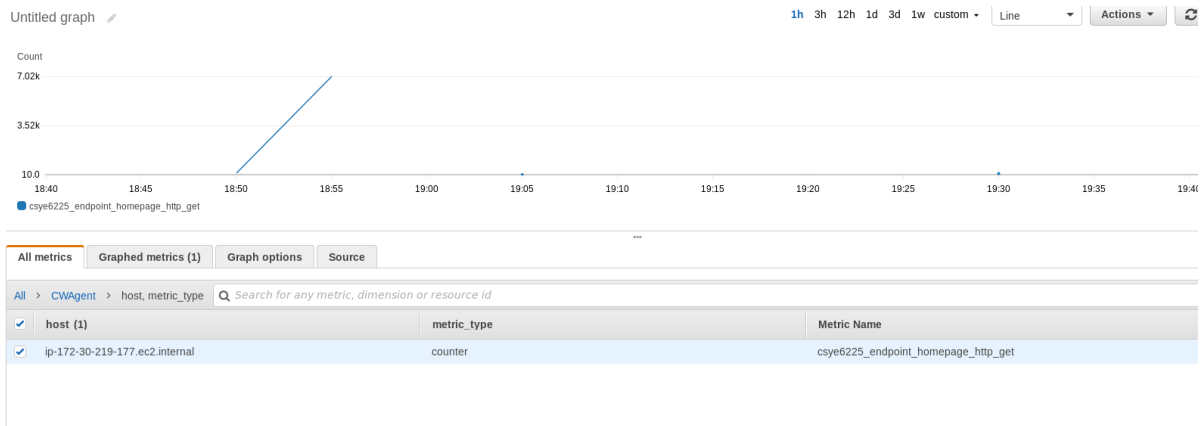 Untitled graph
1h 3h 12h 1d 3d 1w custom Line Actions
Count
7.02k
3.52k
10.0
18:40 18:45 18:50 18:55 19:00 19:05 19:10 19:15 19:20 19:25 19:30 19:35 19:40
csye6225_endpoint_homepage_http_get
All metrics Graphed metrics (1) Graph options Source
All > CWAgent > host, metric_type Search for any metric, dimension or resource id
host (1) metric_type Metric Name
ip-172-30-219-177.ec2.internal counter csye6225_endpoint_homepage_http_get